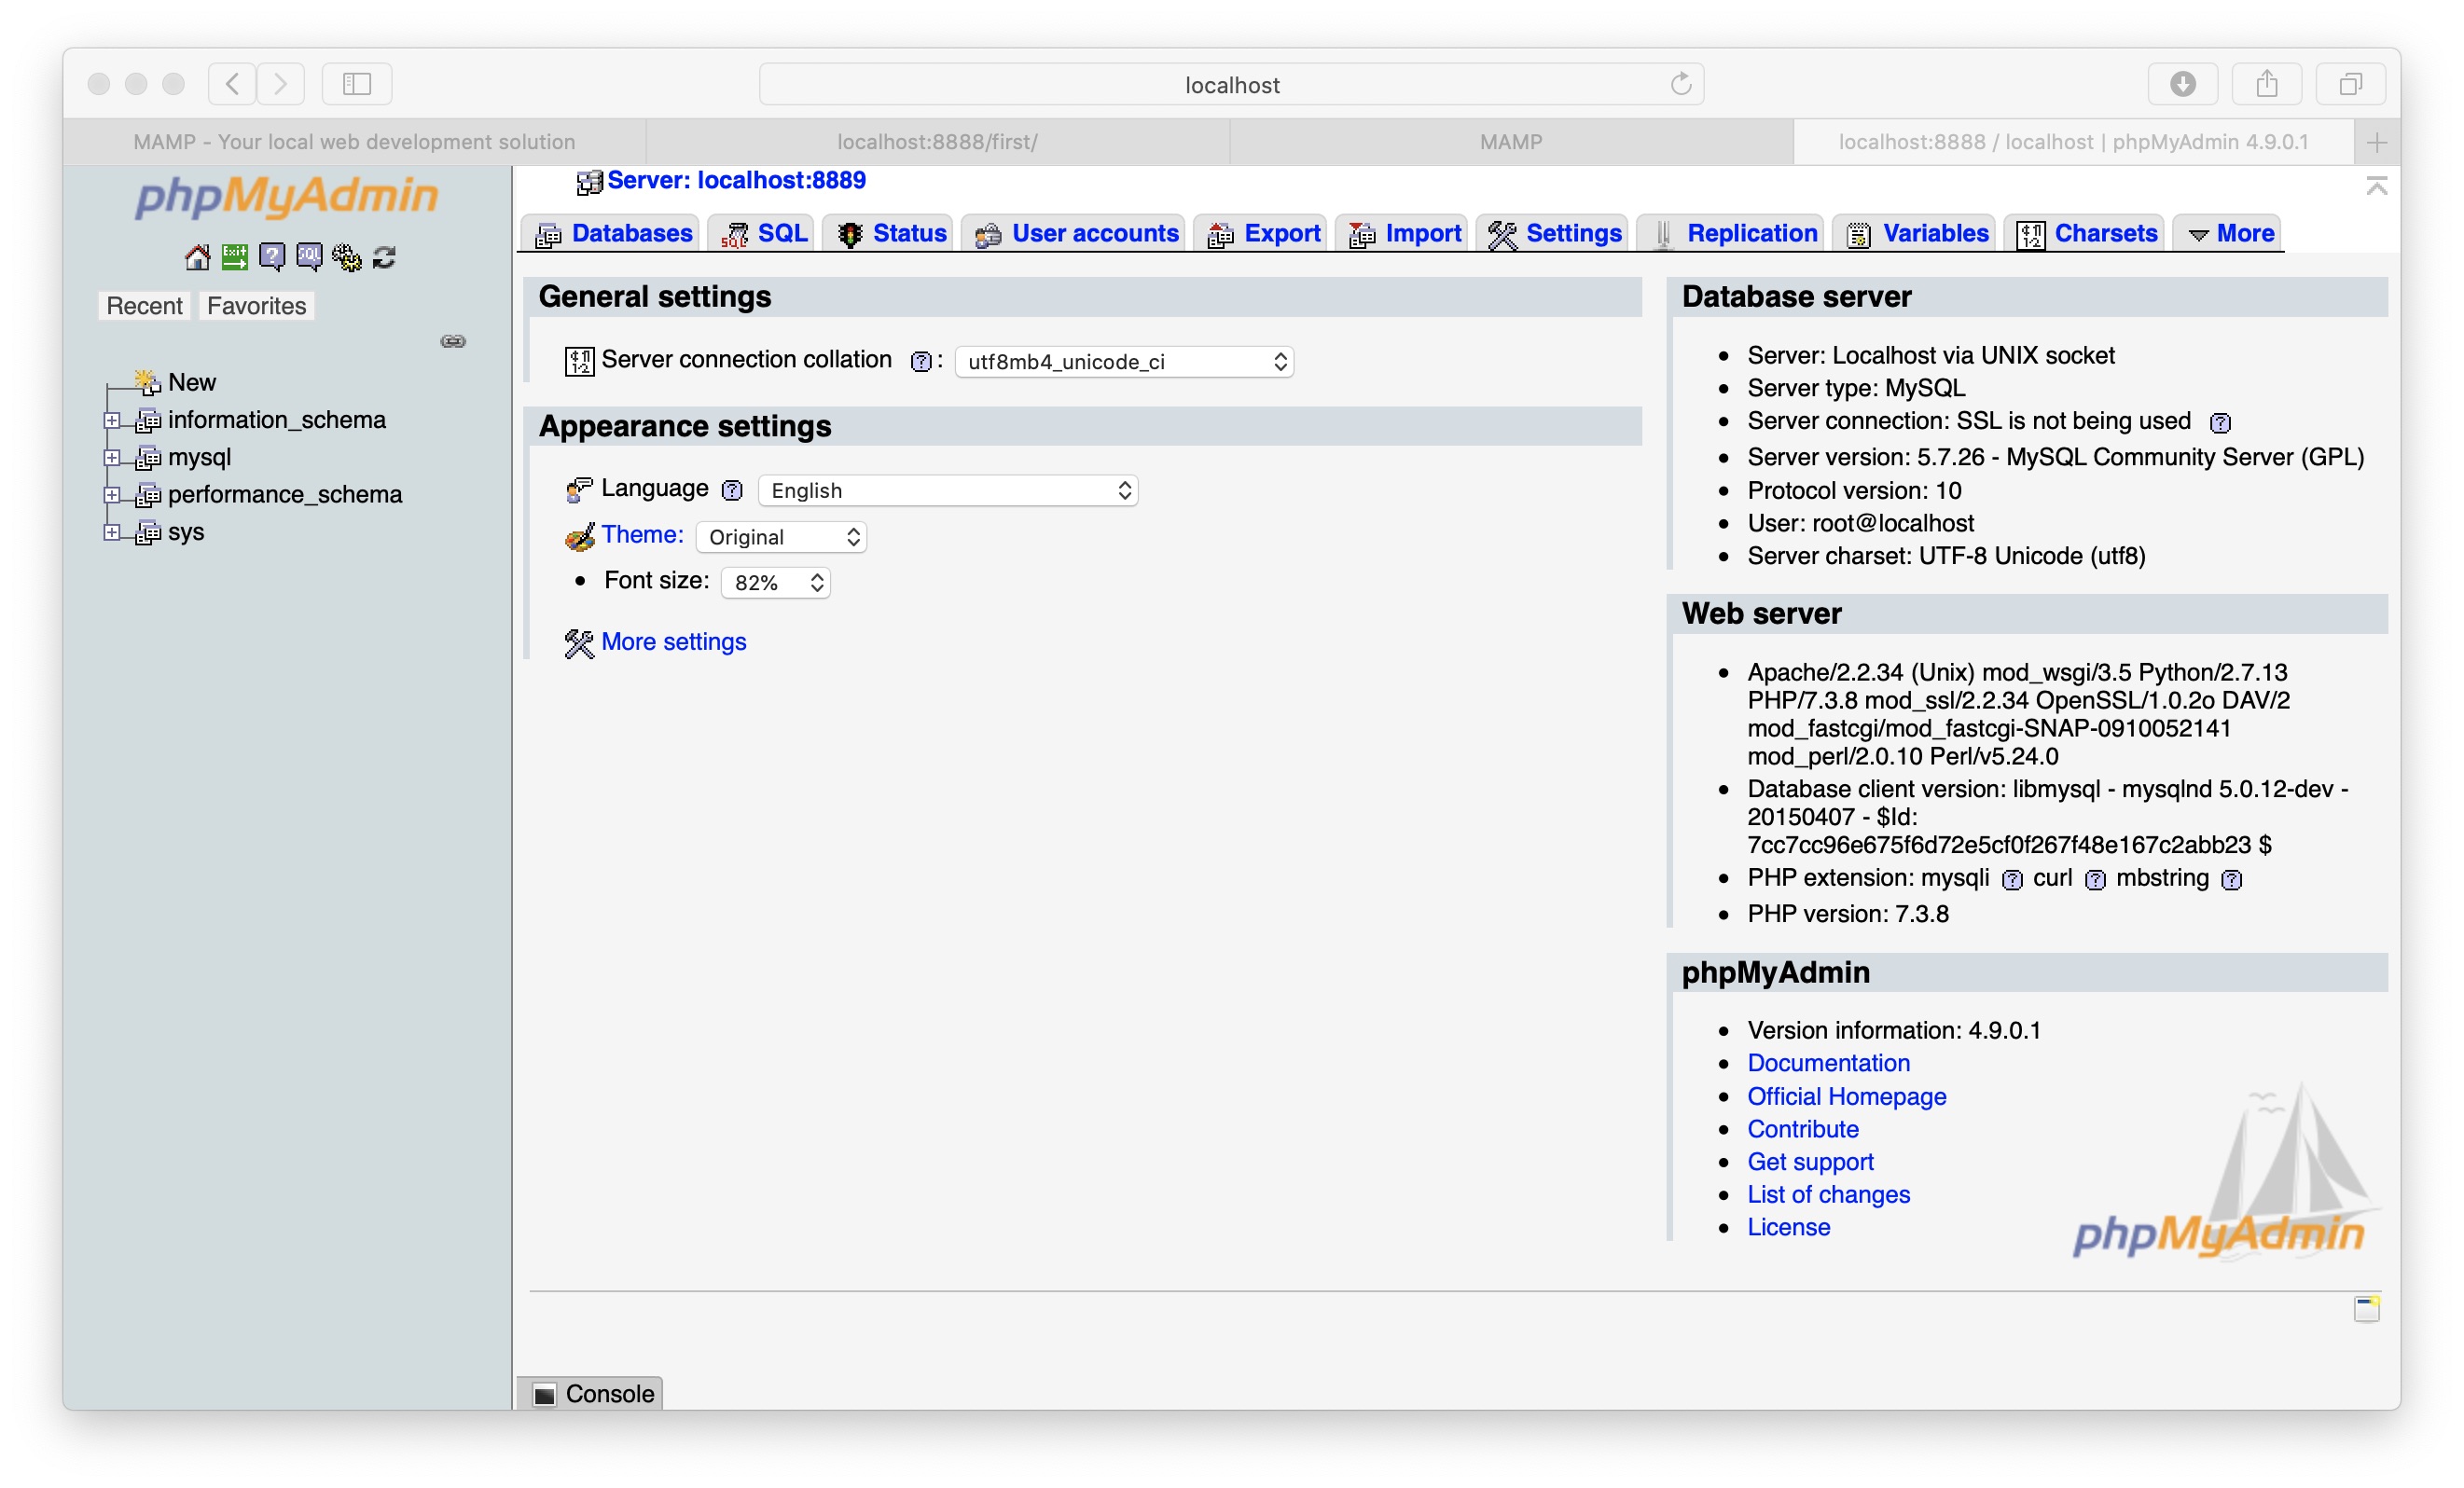 localhost
MAMP - Your local web development solution
localhost:8888/first/
MAMP
localhost:8888 / localhost | phpMyAdmin 4.9.0.1
phpMyAdmin
Exit
SQL
Recent
Favorites
New
information_schema
mysql
performance_schema
sys
Server: localhost:8889
Databases
SQL
Status
User accounts
Export
Import
Settings
Replication
Variables
Charsets
More
General settings
Server connection collation ? :
utf8mb4_unicode_ci
Appearance settings
Language ?
English
Theme:
Original
• Font size:
82%
More settings
Database server
• Server: Localhost via UNIX socket
• Server type: MySQL
• Server connection: SSL is not being used ?
• Server version: 5.7.26 - MySQL Community Server (GPL)
• Protocol version: 10
• User: root@localhost
• Server charset: UTF-8 Unicode (utf8)
Web server
• Apache/2.2.34 (Unix) mod_wsgi/3.5 Python/2.7.13
PHP/7.3.8 mod_ssl/2.2.34 OpenSSL/1.0.2o DAV/2
mod_fastcgi/mod_fastcgi-SNAP-0910052141
mod_perl/2.0.10 Perl/v5.24.0
• Database client version: libmysql - mysqlnd 5.0.12-dev -
20150407 - $Id:
7cc7cc96e675f6d72e5cf0f267f48e167c2abb23 $
• PHP extension: mysqli ? curl ? mbstring ?
• PHP version: 7.3.8
phpMyAdmin
• Version information: 4.9.0.1
• Documentation
• Official Homepage
• Contribute
• Get support
• List of changes
• License
phpMyAdmin
Console